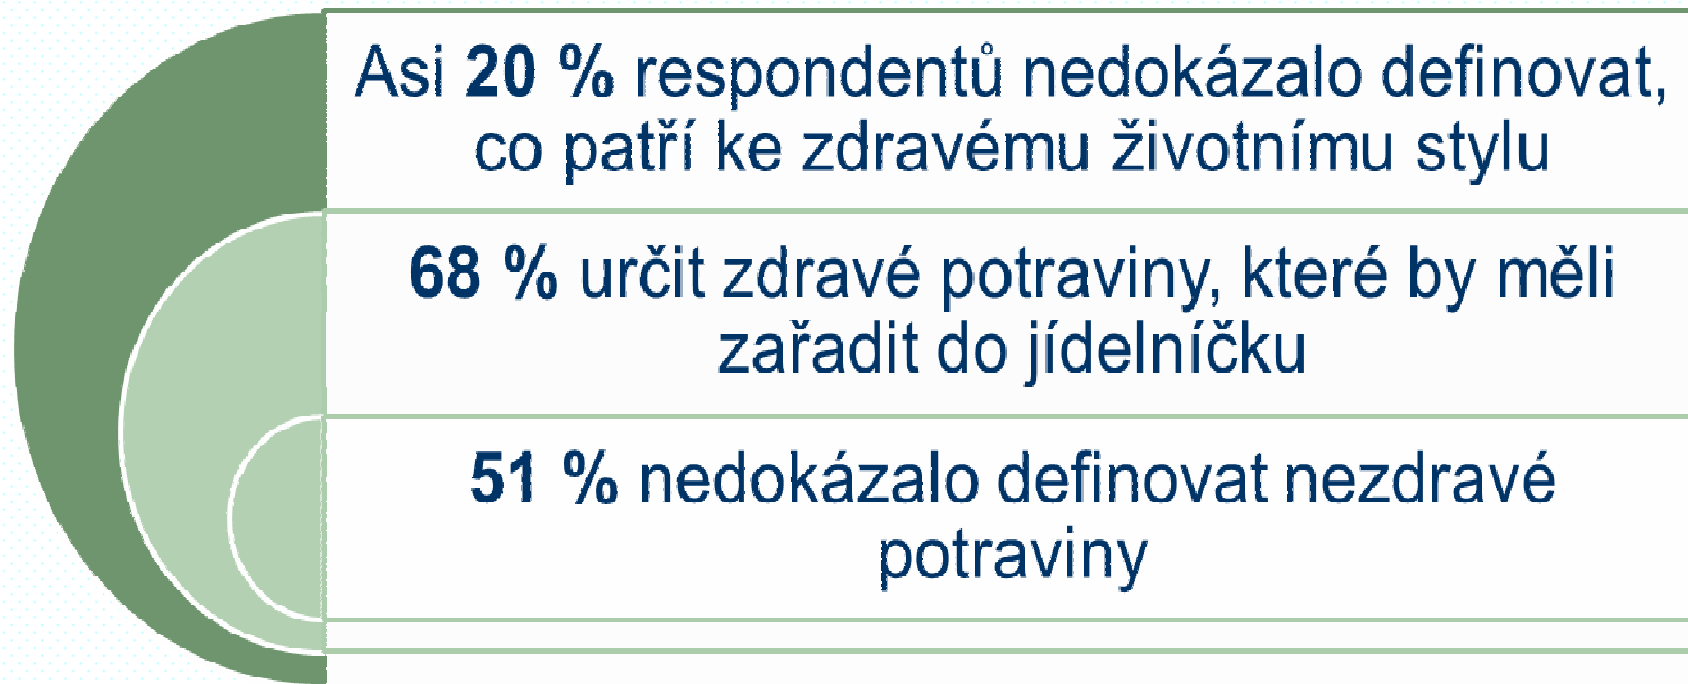 Asi 20 % respondentů nedokázalo definovat,
co patří ke zdravému životnímu stylu
68 % určit zdravé potraviny, které by měli
zařadit do jídelníčku
51 % nedokázalo definovat nezdravé
potraviny